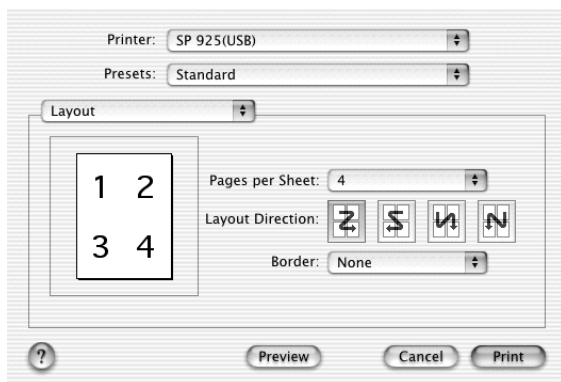 Printer: SP 925(USB)
Presets: Standard
Layout
1 2
3 4
Pages per Sheet: 4
Layout Direction:
Border: None
? Preview Cancel Print